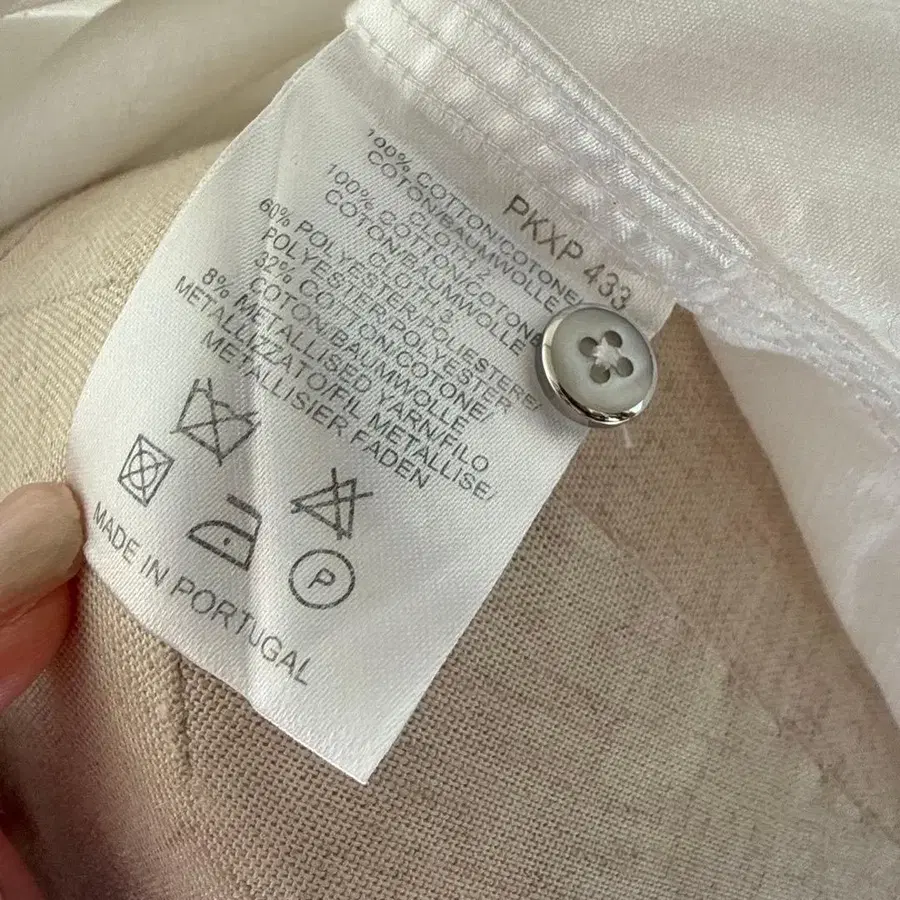 PKXP 433
100% COTTON/COTONE/
COTON/BAUMWOLLE
CLOTH 2
100% COTTON/COTONE
COTON/BAUMWOLLE
CLOTH 3
60% POLYESTER/POLIESTERE/
POLYESTER/POLYESTER
32% COTTON/COTONE/
COTON/BAUMWOLLE
8% METALLISED YARN/FILO
METALLIZZATO/FIL METALLISE/
METALLISIER FADEN
P
MADE IN PORTUGAL